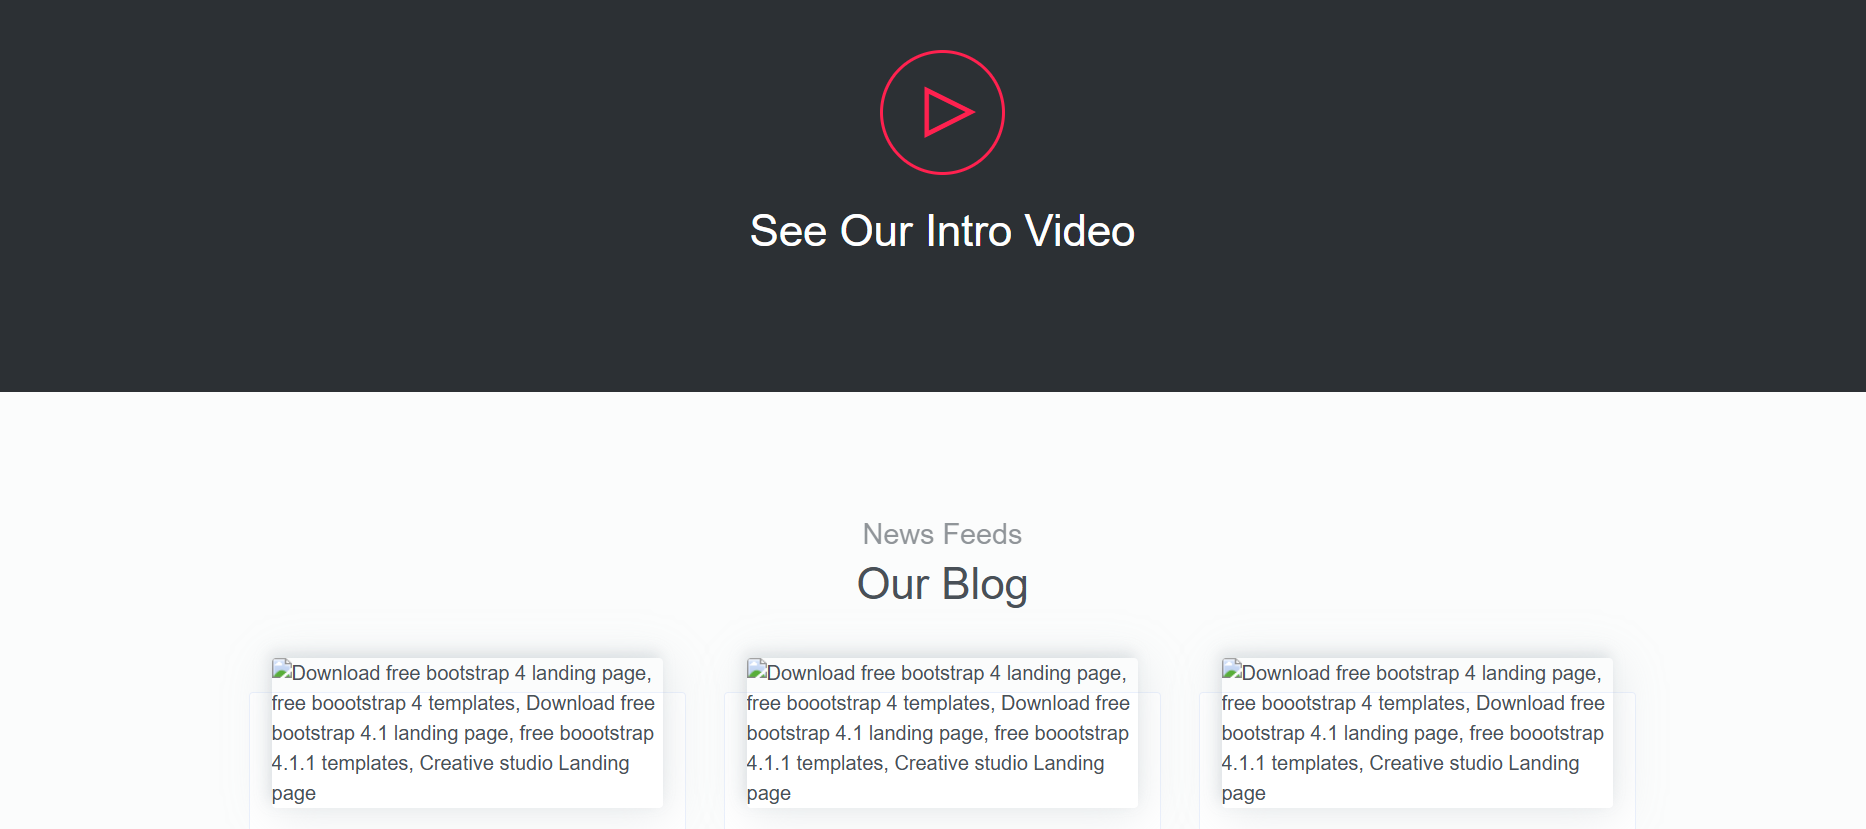 See Our Intro Video
News Feeds
Our Blog
Download free bootstrap 4 landing page,
free boootstrap 4 templates, Download free
bootstrap 4.1 landing page, free boootstrap
4.1.1 templates, Creative studio Landing
page
Download free bootstrap 4 landing page,
free boootstrap 4 templates, Download free
bootstrap 4.1 landing page, free boootstrap
4.1.1 templates, Creative studio Landing
page
Download free bootstrap 4 landing page,
free boootstrap 4 templates, Download free
bootstrap 4.1 landing page, free boootstrap
4.1.1 templates, Creative studio Landing
page